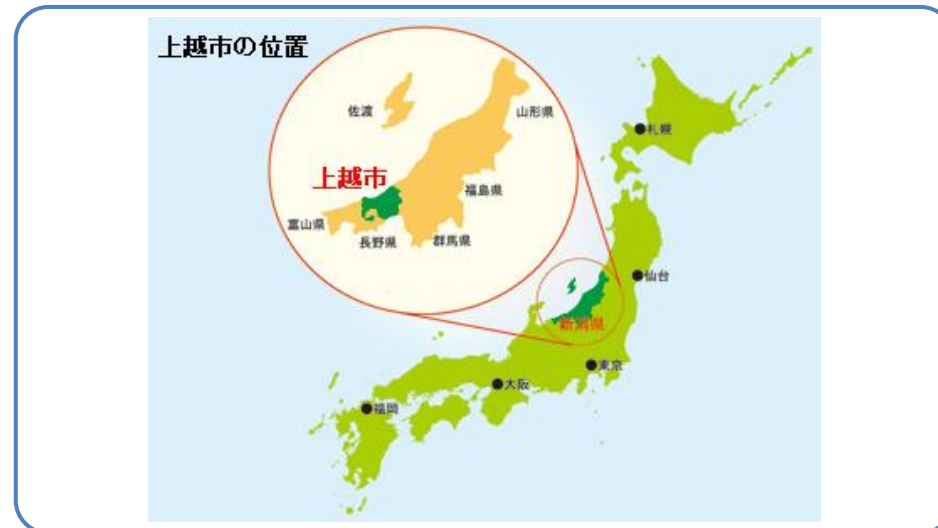 上越市の位置
佐渡
山形県
上越市
福島県
富山県
長野県
群馬県
札幌
仙台
新潟県
東京
大阪
福岡